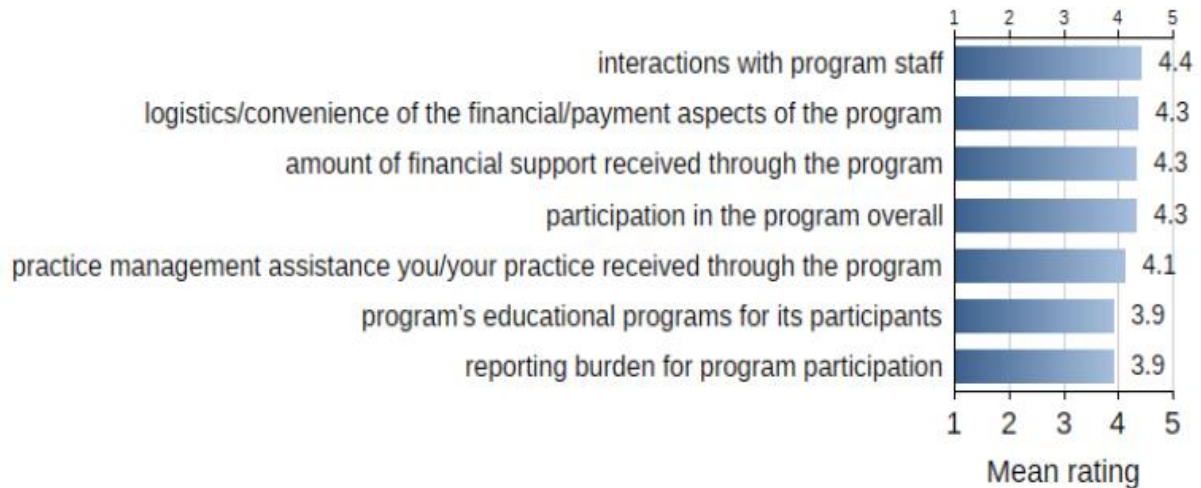 1 2 3 4 5
interactions with program staff 4.4
logistics/convenience of the financial/payment aspects of the program 4.3
amount of financial support received through the program 4.3
participation in the program overall 4.3
practice management assistance you/your practice received through the program 4.1
program's educational programs for its participants 3.9
reporting burden for program participation 3.9
1 2 3 4 5
Mean rating